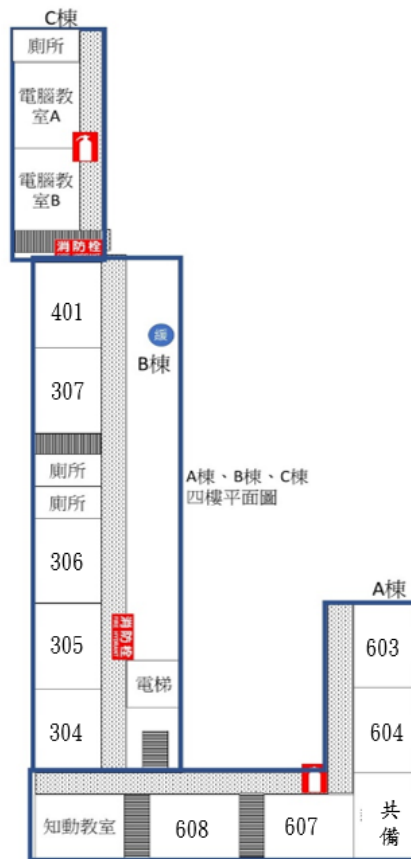 C棟
廁所
電腦教
室A
電腦教
室B
消防栓
401
緩
B棟
307
廁所
廁所
A棟、B棟、C棟
四樓平面圖
306
A棟
305
消防栓
603
電梯
304
604
知動教室
608
607
共
備